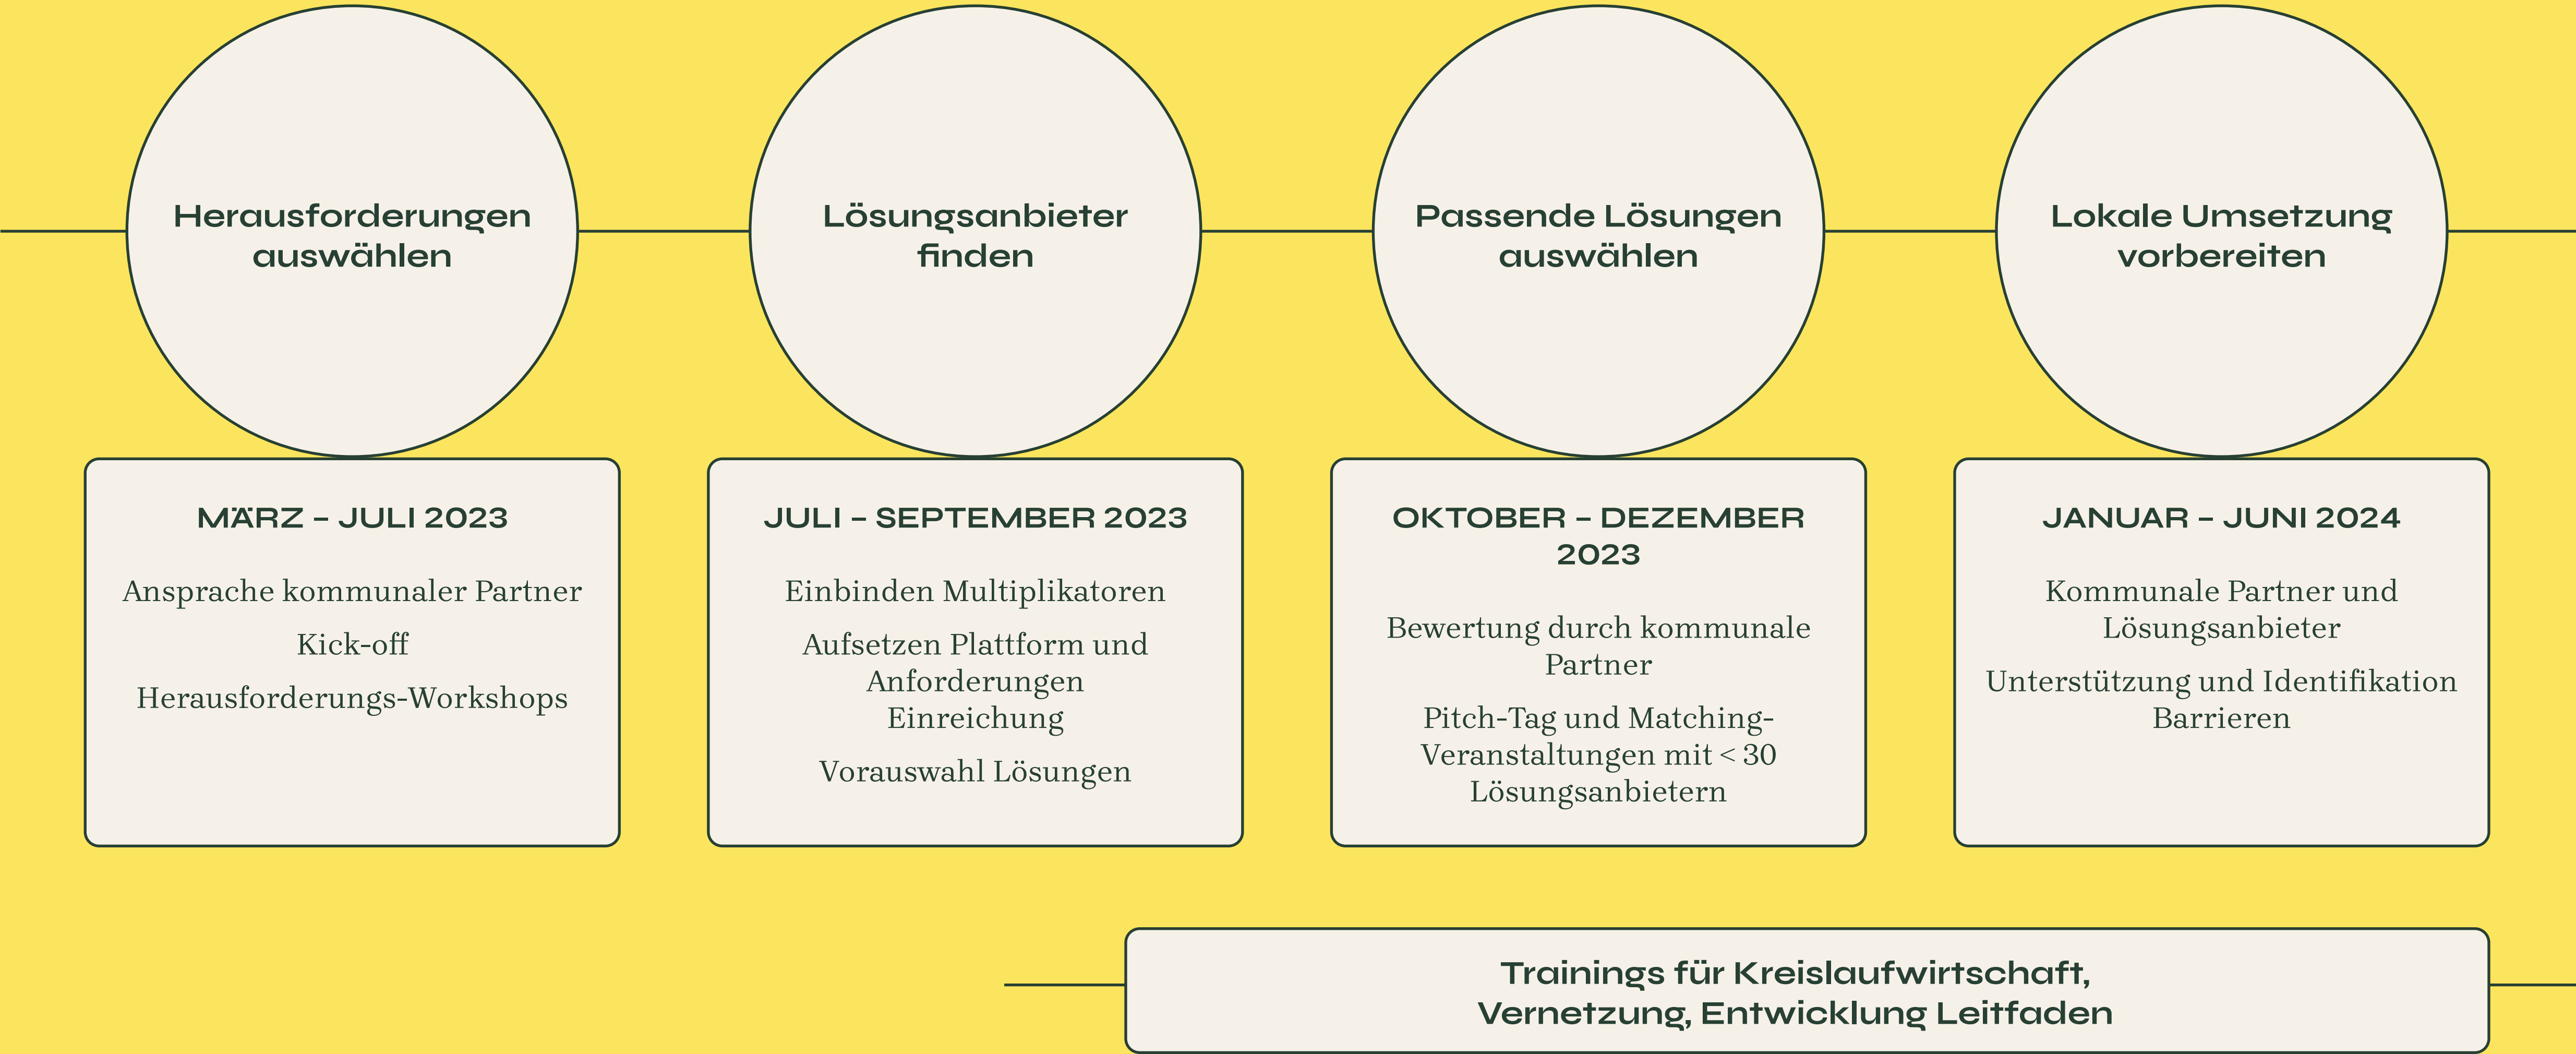 Herausforderungen
auswählen
Lösungsanbieter
finden
Passende Lösungen
auswählen
Lokale Umsetzung
vorbereiten
MÄRZ – JULI 2023
Ansprache kommunaler Partner
Kick-off
Herausforderungs-Workshops
JULI – SEPTEMBER 2023
Einbinden Multiplikatoren
Aufsetzen Plattform und
Anforderungen
Einreichung
Vorauswahl Lösungen
OKTOBER – DEZEMBER
2023
Bewertung durch kommunale
Partner
Pitch-Tag und Matching-
Veranstaltungen mit < 30
Lösungsanbietern
JANUAR – JUNI 2024
Kommunale Partner und
Lösungsanbieter
Unterstützung und Identifikation
Barrieren
Trainings für Kreislaufwirtschaft,
Vernetzung, Entwicklung Leitfaden